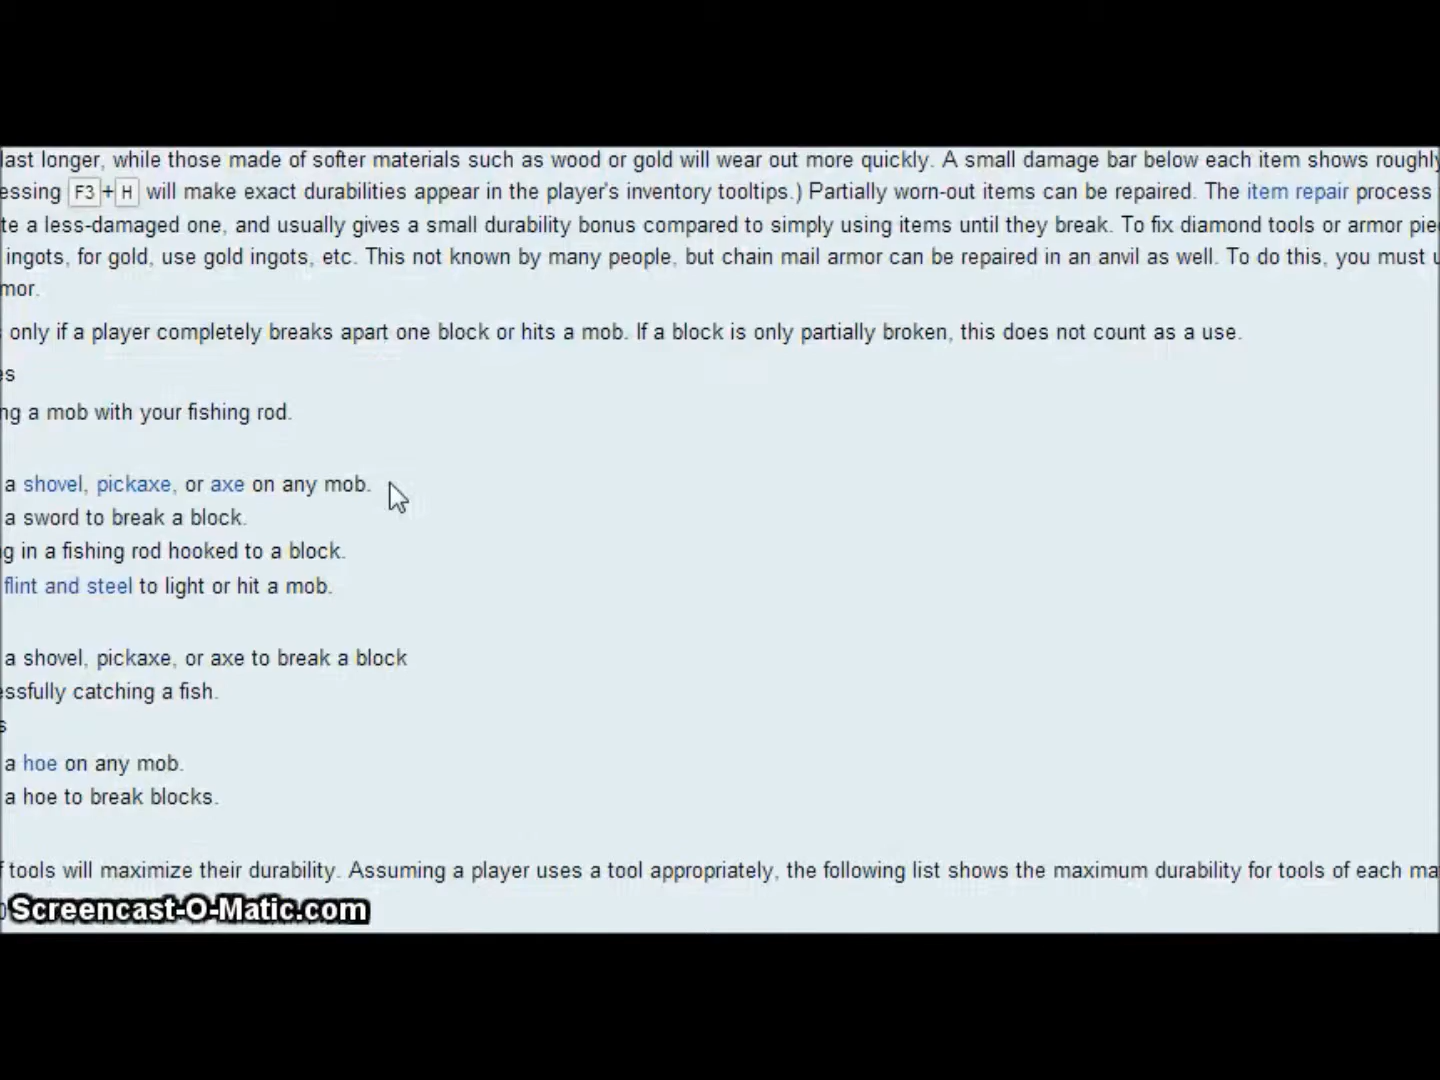 last longer, while those made of softer materials such as wood or gold will wear out more quickly. A small damage bar below each item shows roughly
essing F3+H will make exact durabilities appear in the player's inventory tooltips.) Partially worn-out items can be repaired. The item repair process
te a less-damaged one, and usually gives a small durability bonus compared to simply using items until they break. To fix diamond tools or armor pie
ingots, for gold, use gold ingots, etc. This not known by many people, but chain mail armor can be repaired in an anvil as well. To do this, you must u
mor.
only if a player completely breaks apart one block or hits a mob. If a block is only partially broken, this does not count as a use.
es
ng a mob with your fishing rod.
a shovel, pickaxe, or axe on any mob.
a sword to break a block.
g in a fishing rod hooked to a block.
flint and steel to light or hit a mob.
a shovel, pickaxe, or axe to break a block
essfully catching a fish.
s
a hoe on any mob.
a hoe to break blocks.
f tools will maximize their durability. Assuming a player uses a tool appropriately, the following list shows the maximum durability for tools of each ma
Screencast-O-Matic.com